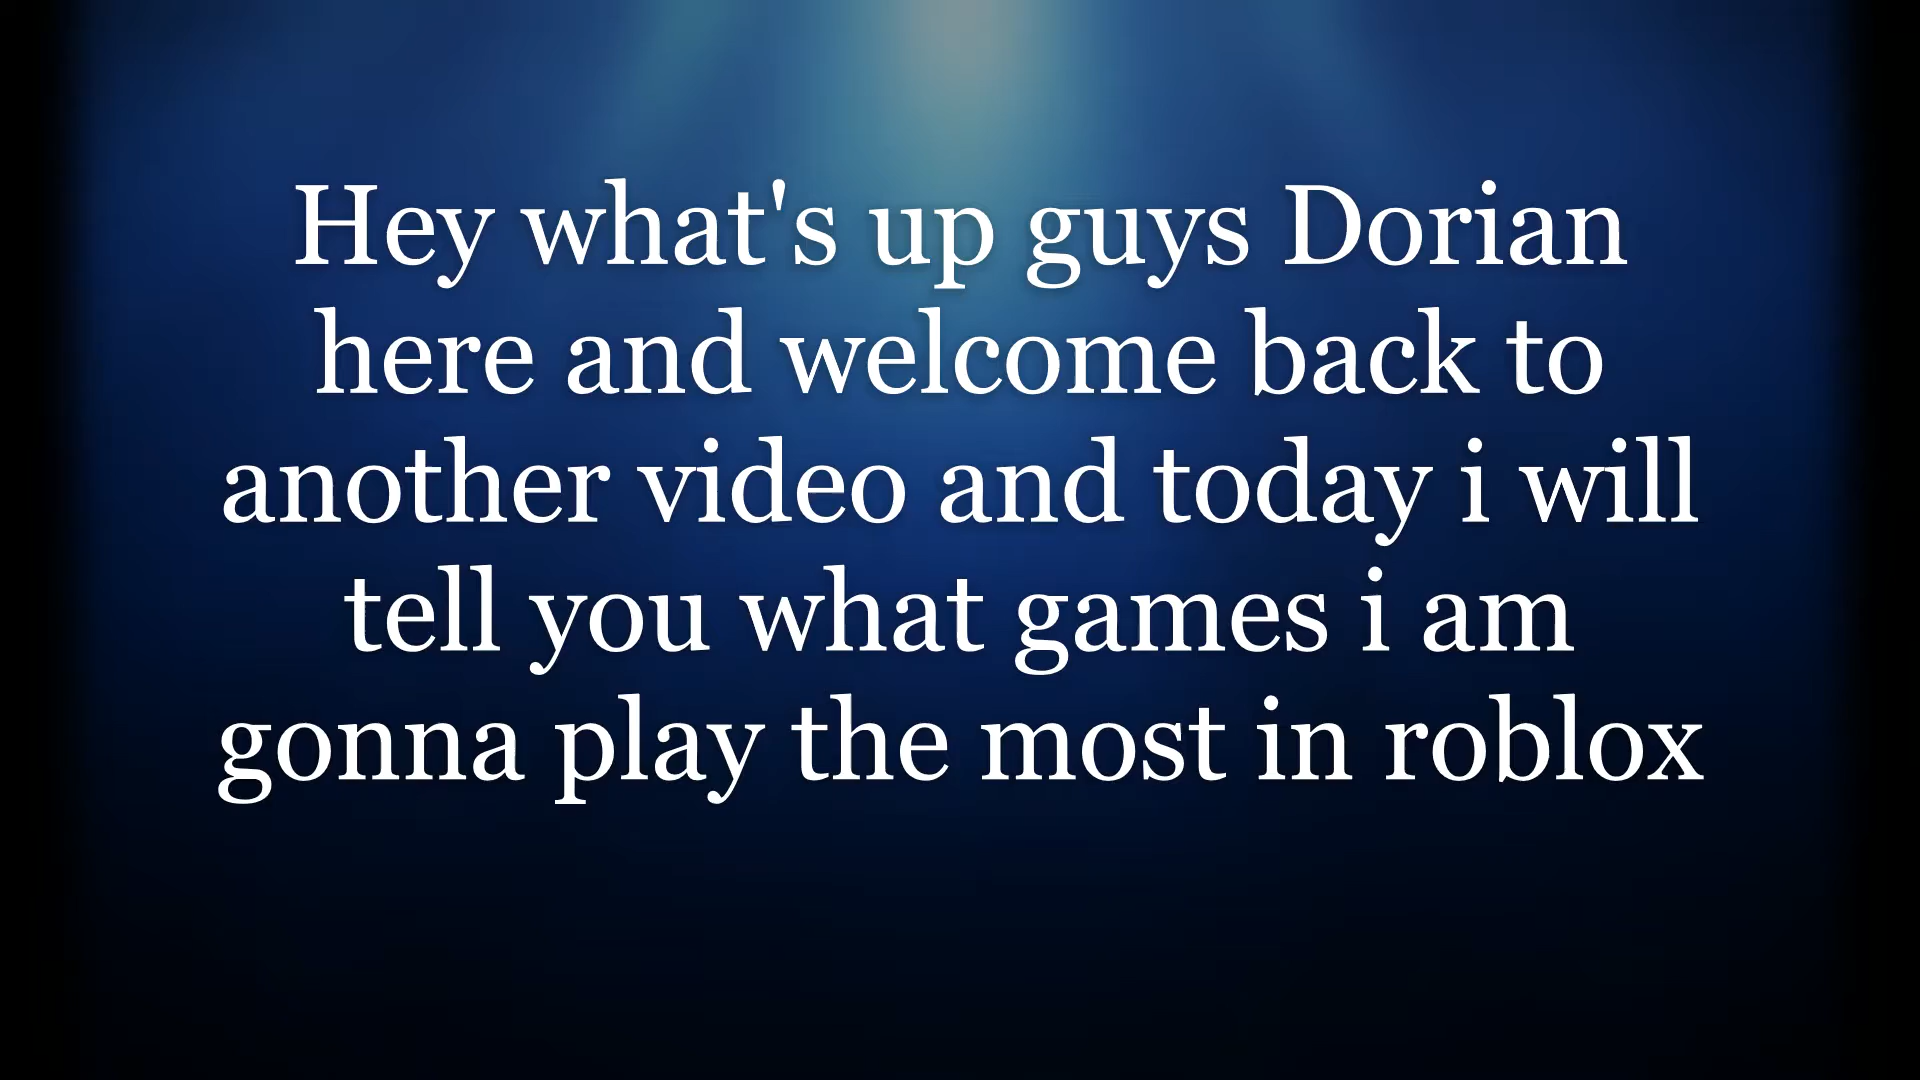 Hey what's up guys Dorian
here and welcome back to
another video and today i will
tell you what games i am
gonna play the most in roblox